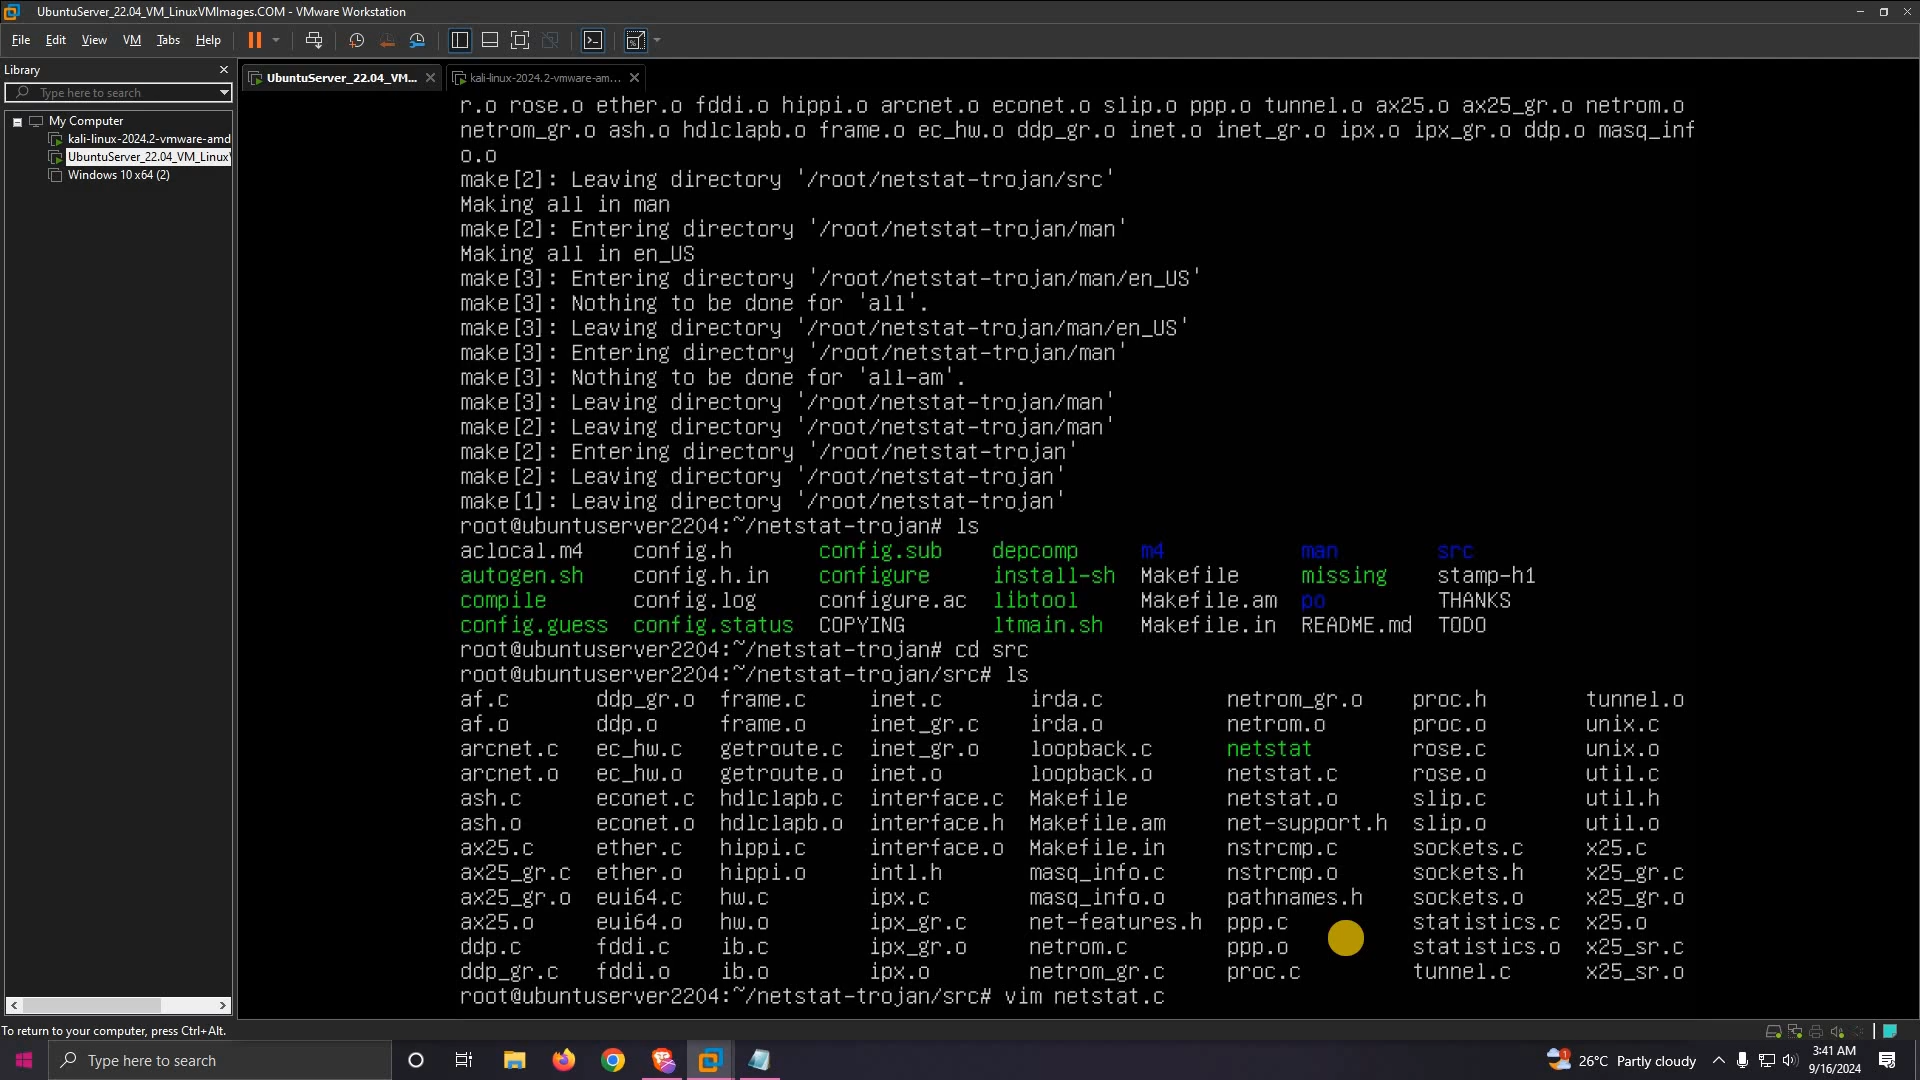 UbuntuServer_22.04_VM_LinuxVMImages.COM - VMware Workstation
File Edit View VM Tabs Help
Library
Type here to search
My Computer
kali-linux-2024.2-vmware-amd
UbuntuServer_22.04_VM_LinuxV
Windows 10 x64 (2)
UbuntuServer_22.04_VM... kali-linux-2024.2-vmware-am...
r.o rose.o ether.o fddi.o hippi.o arcnet.o econet.o slip.o ppp.o tunnel.o ax25.o ax25_gr.o netrom.o
netrom_gr.o ash.o hdlclapb.o frame.o ec_hw.o ddp_gr.o inet.o inet_gr.o ipx.o ipx_gr.o ddp.o masq_inf
o.o
make[2]: Leaving directory '/root/netstat-trojan/src'
Making all in man
make[2]: Entering directory '/root/netstat-trojan/man'
Making all in en_US
make[3]: Entering directory '/root/netstat-trojan/man/en_US'
make[3]: Nothing to be done for 'all'.
make[3]: Leaving directory '/root/netstat-trojan/man/en_US'
make[3]: Entering directory '/root/netstat-trojan/man'
make[3]: Nothing to be done for 'all-am'.
make[3]: Leaving directory '/root/netstat-trojan/man'
make[2]: Leaving directory '/root/netstat-trojan/man'
make[2]: Entering directory '/root/netstat-trojan'
make[2]: Leaving directory '/root/netstat-trojan'
make[1]: Leaving directory '/root/netstat-trojan'
root@ubuntuserver2204:~/netstat-trojan# ls
aclocal.m4 config.h config.sub depcomp m4 man src
autogen.sh config.h.in configure install-sh Makefile missing stamp-h1
compile config.log configure.ac libtool Makefile.am po THANKS
config.guess config.status COPYING ltmain.sh Makefile.in README.md TODO
root@ubuntuserver2204:~/netstat-trojan# cd src
root@ubuntuserver2204:~/netstat-trojan/src# ls
af.c ddp_gr.o frame.c inet.c irda.c netrom_gr.o proc.h tunnel.o
af.o ddp.o frame.o inet_gr.c irda.o netrom.o proc.o unix.c
arcnet.c ec_hw.c getroute.c inet_gr.o loopback.c netstat rose.c unix.o
arcnet.o ec_hw.o getroute.o inet.o loopback.o netstat.c rose.o util.c
ash.c econet.c hdlclapb.c interface.c Makefile netstat.o slip.c util.h
ash.o econet.o hdlclapb.o interface.h Makefile.am net-support.h slip.o util.o
ax25.c ether.c hippi.c interface.o Makefile.in nstrcmp.c sockets.c x25.c
ax25_gr.c ether.o hippi.o intl.h masq_info.c nstrcmp.o sockets.h x25_gr.c
ax25_gr.o eui64.c hw.c ipx.c masq_info.o pathnames.h sockets.o x25_gr.o
ax25.o eui64.o hw.o ipx_gr.c net-features.h ppp.c statistics.c x25.o
ddp.c fddi.c ib.c ipx_gr.o netrom.c ppp.o statistics.o x25_sr.c
ddp_gr.c fddi.o ib.o ipx.o netrom_gr.c proc.c tunnel.c x25_sr.o
root@ubuntuserver2204:~/netstat-trojan/src# vim netstat.c
To return to your computer, press Ctrl+Alt.
Type here to search
26°C Partly cloudy
3:41 AM
9/16/2024